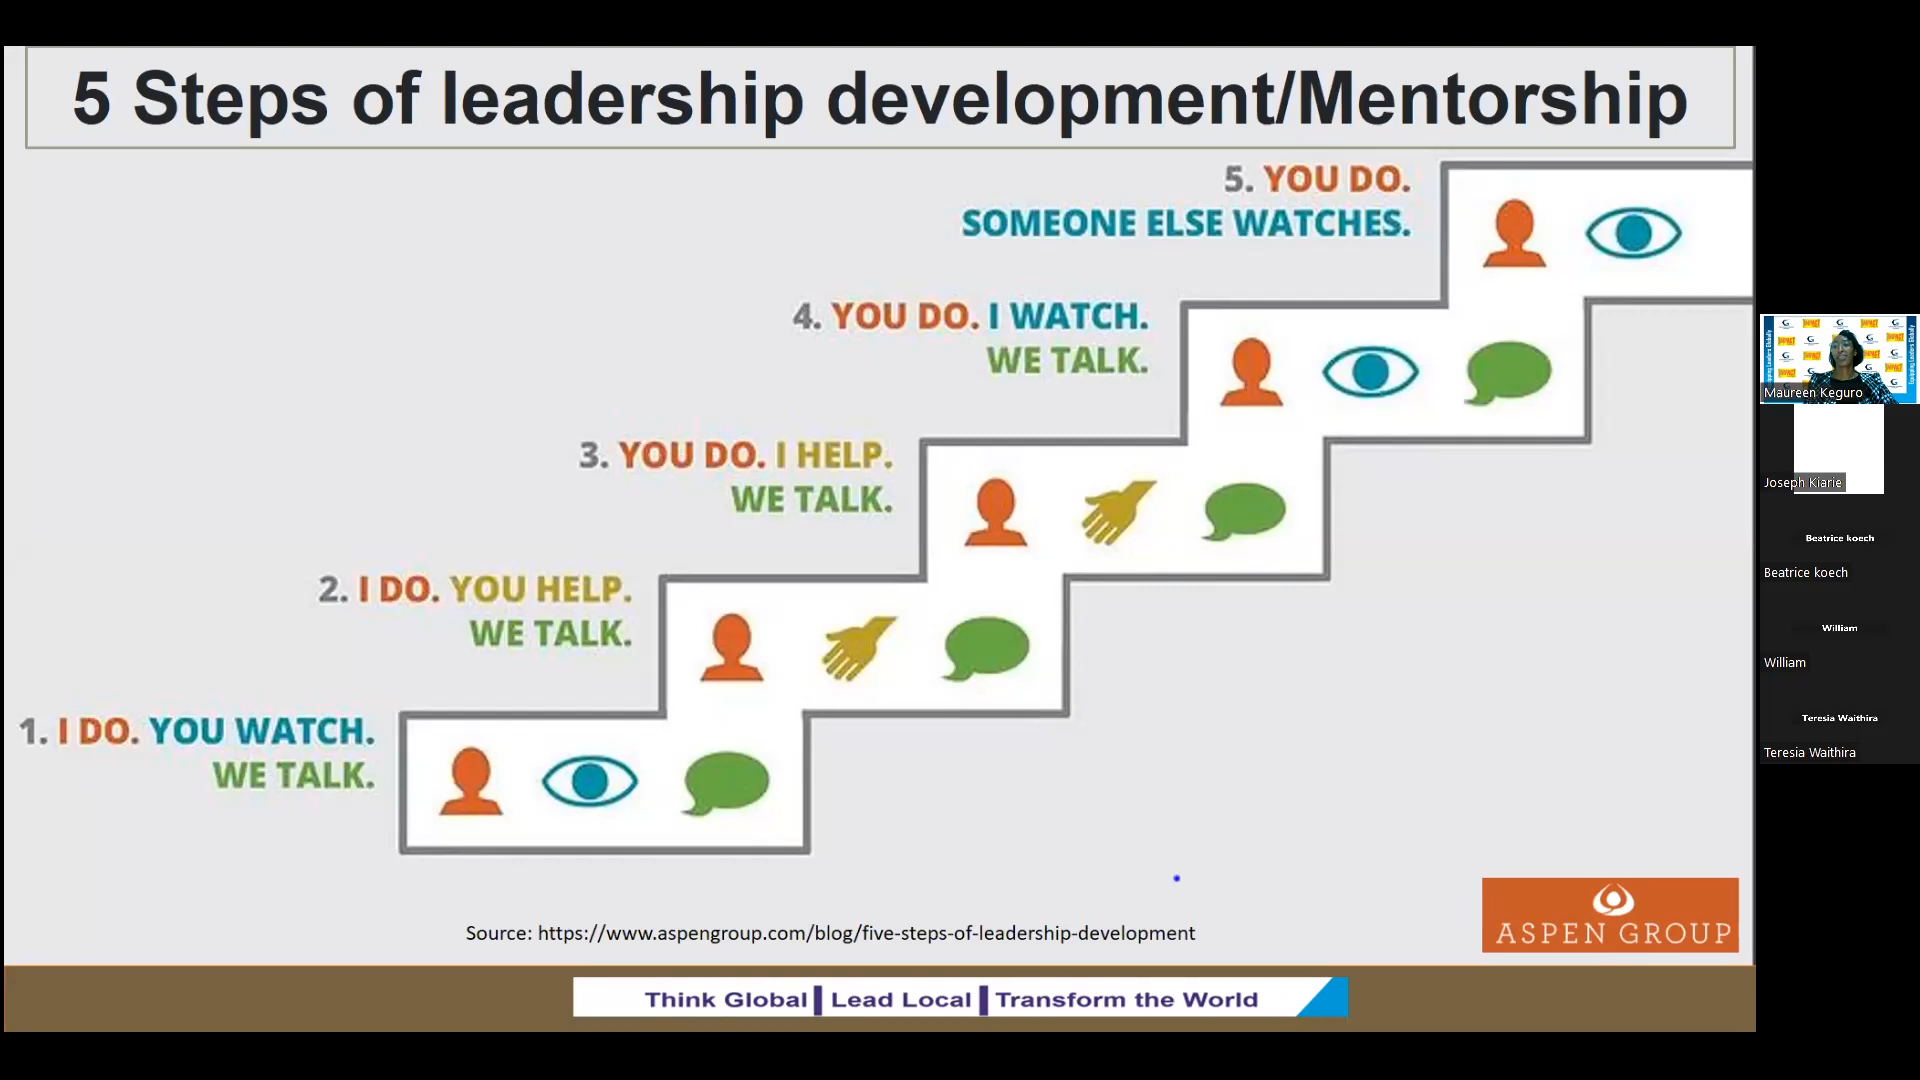 5 Steps of leadership development/Mentorship
5. YOU DO.
SOMEONE ELSE WATCHES.
4. YOU DO. I WATCH.
WE TALK.
3. YOU DO. I HELP.
WE TALK.
2. I DO. YOU HELP.
WE TALK.
1. I DO. YOU WATCH.
WE TALK.
Source: https://www.aspengroup.com/blog/five-steps-of-leadership-development
ASPEN GROUP
Think Global Lead Local Transform the World
Maureen Keguro
Joseph Kiarie
Beatrice koech
Beatrice koech
William
William
Teresia Waithira
Teresia Waithira